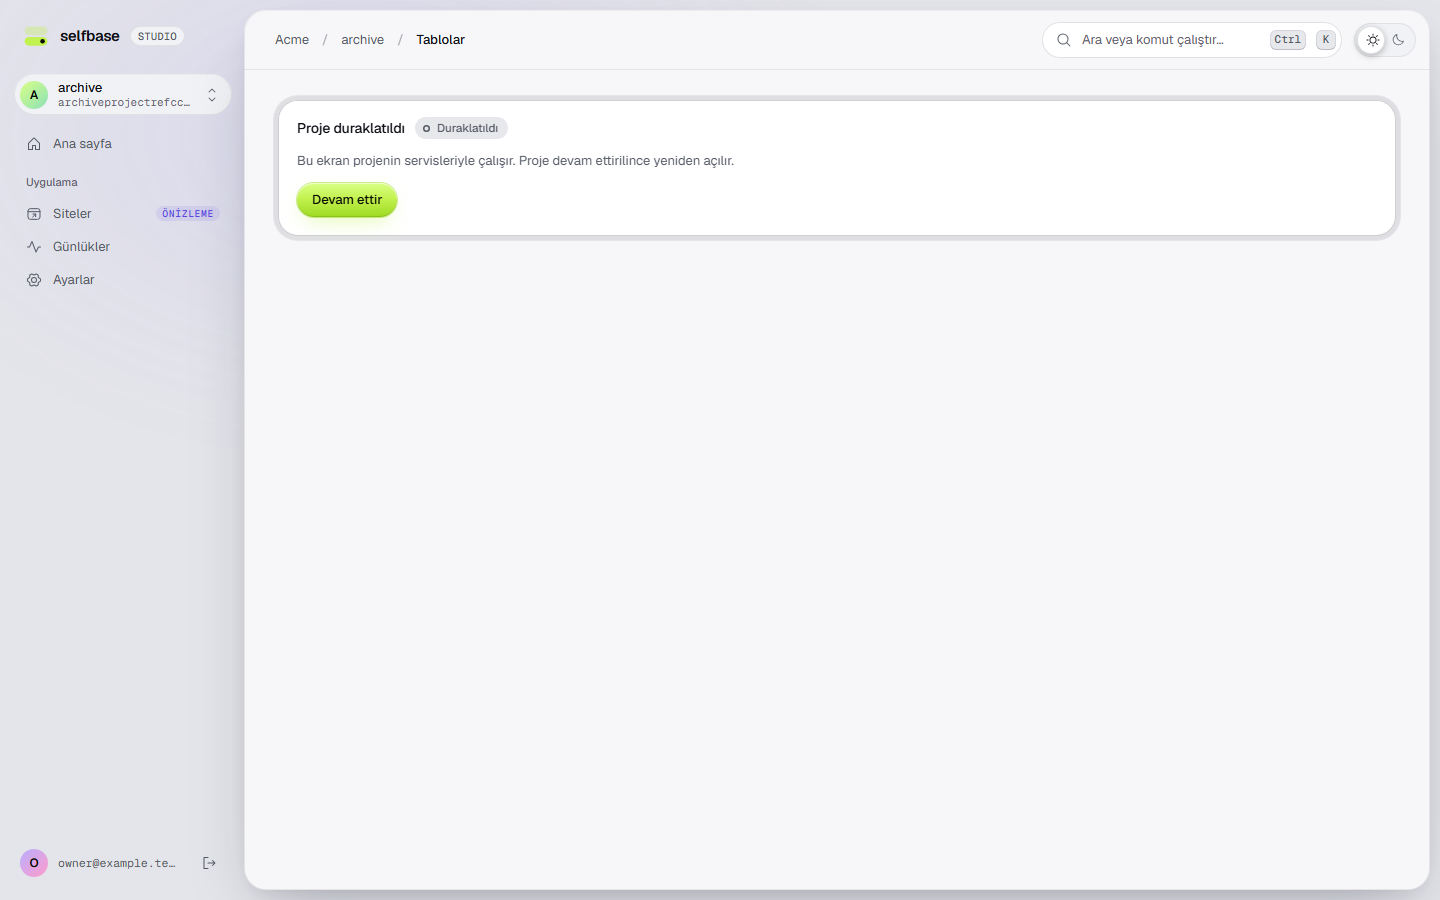 selfbase STUDIO
A archive
archiveprojectrefcc…
Ana sayfa
Uygulama
Siteler ÖNİZLEME
Günlükler
Ayarlar
O owner@example.te…
Acme / archive / Tablolar
Ara veya komut çalıştır… Ctrl K
Proje duraklatıldı Duraklatıldı
Bu ekran projenin servisleriyle çalışır. Proje devam ettirilince yeniden açılır.
Devam ettir